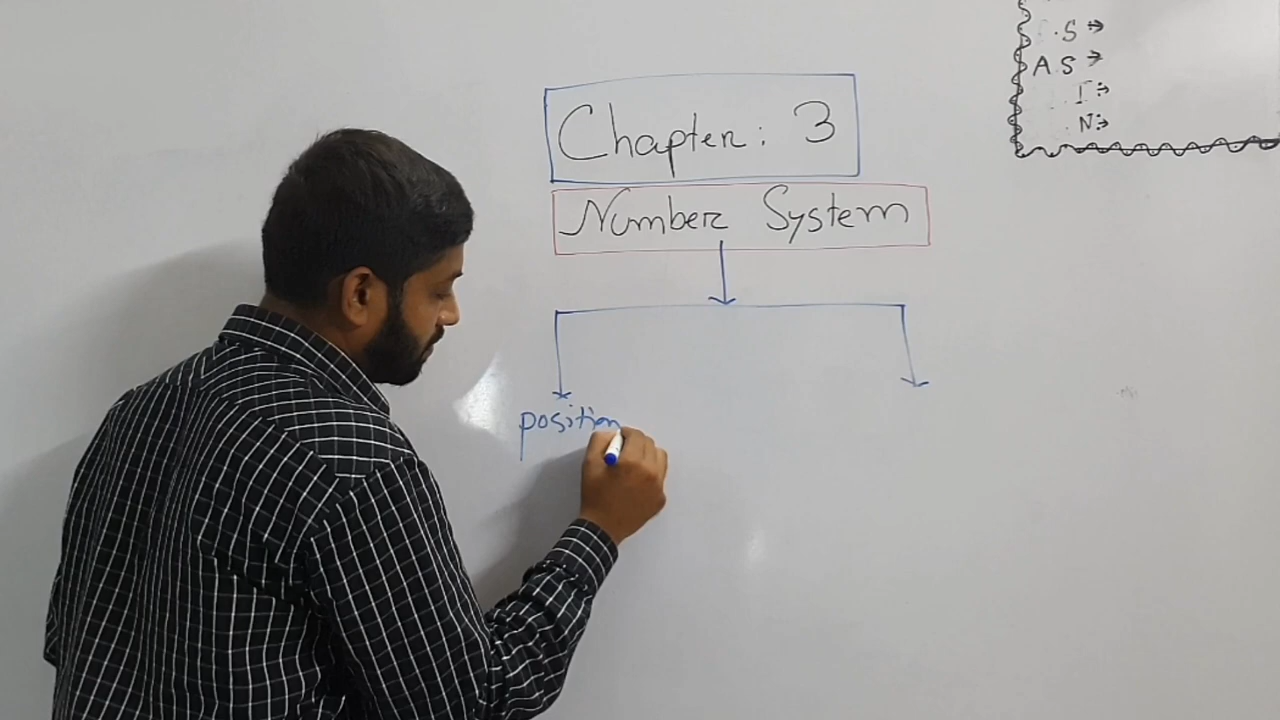 Chapter: 3
Number System
position
S →
A S →
I →
N →